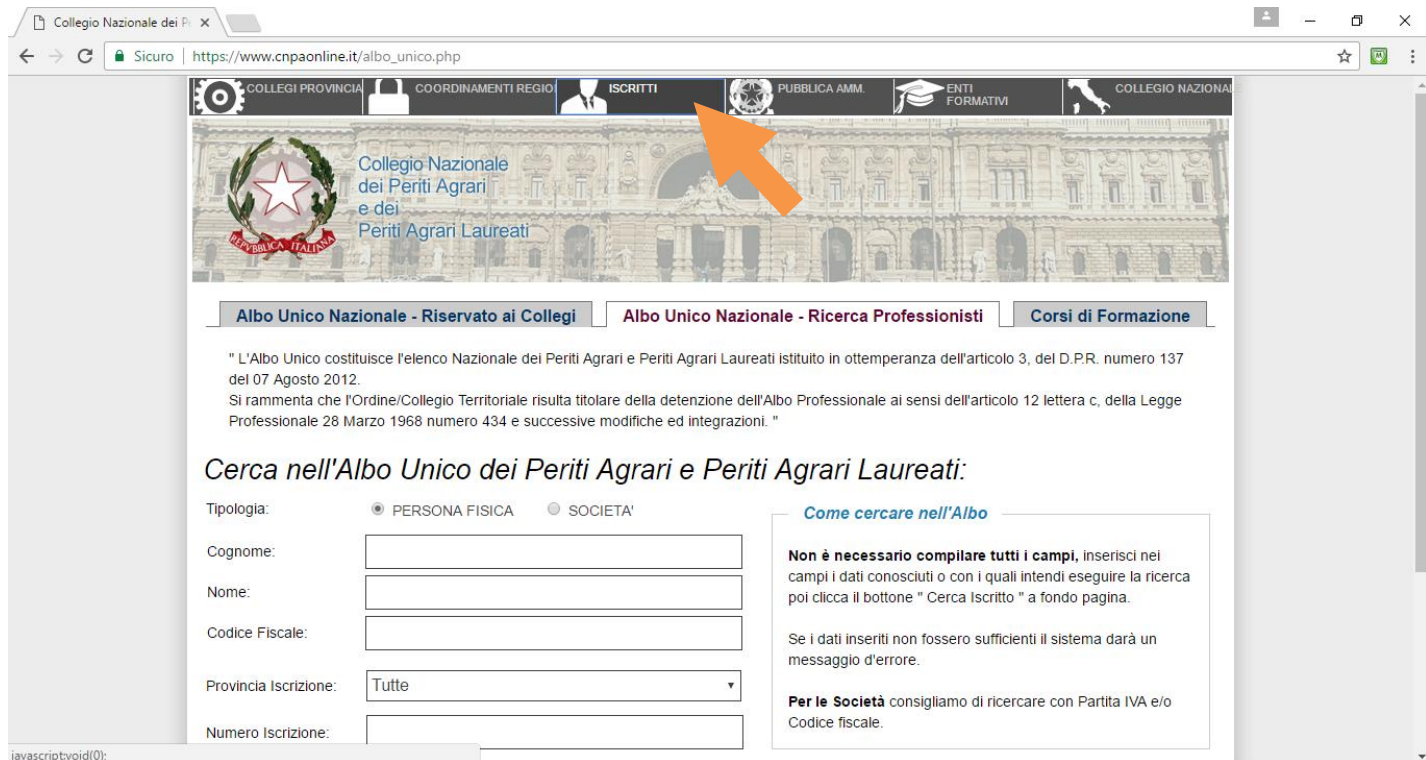 Collegio Nazionale dei P
Sicuro
https://www.cnpaonline.it/albo_unico.php
COLLEGI PROVINCIA
COORDINAMENTI REGIO
ISCRITTI
PUBBLICA AMM.
ENTI
FORMATIVI
COLLEGIO NAZIONAL
Collegio Nazionale
dei Periti Agrari
e dei
Periti Agrari Laureati
REPVBBLICA ITALIANA
Albo Unico Nazionale - Riservato ai Collegi
Albo Unico Nazionale - Ricerca Professionisti
Corsi di Formazione
" L'Albo Unico costituisce l'elenco Nazionale dei Periti Agrari e Periti Agrari Laureati istituito in ottemperanza dell'articolo 3, del D.P.R. numero 137
del 07 Agosto 2012.
Si rammenta che l'Ordine/Collegio Territoriale risulta titolare della detenzione dell'Albo Professionale ai sensi dell'articolo 12 lettera c, della Legge
Professionale 28 Marzo 1968 numero 434 e successive modifiche ed integrazioni. "
Cerca nell'Albo Unico dei Periti Agrari e Periti Agrari Laureati:
Tipologia:
PERSONA FISICA
SOCIETA'
Cognome:
Nome:
Codice Fiscale:
Provincia Iscrizione:
Tutte
Numero Iscrizione:
Come cercare nell'Albo
Non è necessario compilare tutti i campi, inserisci nei
campi i dati conosciuti o con i quali intendi eseguire la ricerca
poi clicca il bottone " Cerca Iscritto " a fondo pagina.
Se i dati inseriti non fossero sufficienti il sistema darà un
messaggio d'errore.
Per le Società consigliamo di ricercare con Partita IVA e/o
Codice fiscale.
javascript:void(0);